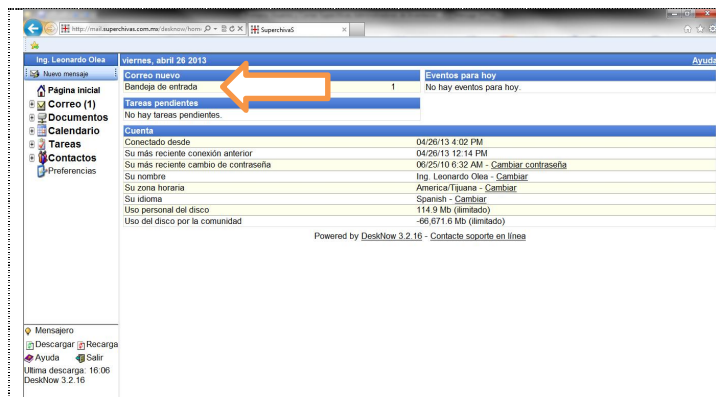 http://mail.superchivas.com.mx/desknow/hom
SuperchivaS
Ing. Leonardo Olea
viernes, abril 26 2013
Ayuda
Nuevo mensaje
Correo nuevo
Eventos para hoy
Bandeja de entrada 1
No hay eventos para hoy.
Página inicial
Correo (1)
Documentos
Calendario
Tareas
Contactos
Preferencias
Tareas pendientes
No hay tareas pendientes.
Cuenta
Conectado desde 04/26/13 4:02 PM
Su más reciente conexión anterior 04/26/13 12:14 PM
Su más reciente cambio de contraseña 06/25/10 6:32 AM - Cambiar contraseña
Su nombre Ing. Leonardo Olea - Cambiar
Su zona horaria America/Tijuana - Cambiar
Su idioma Spanish - Cambiar
Uso personal del disco 114.9 Mb (ilimitado)
Uso del disco por la comunidad -66,671.6 Mb (ilimitado)
Powered by DeskNow 3.2.16 - Contacte soporte en línea
Mensajero
Descargar Recarga
Ayuda Salir
Ultima descarga: 16:06
DeskNow 3.2.16